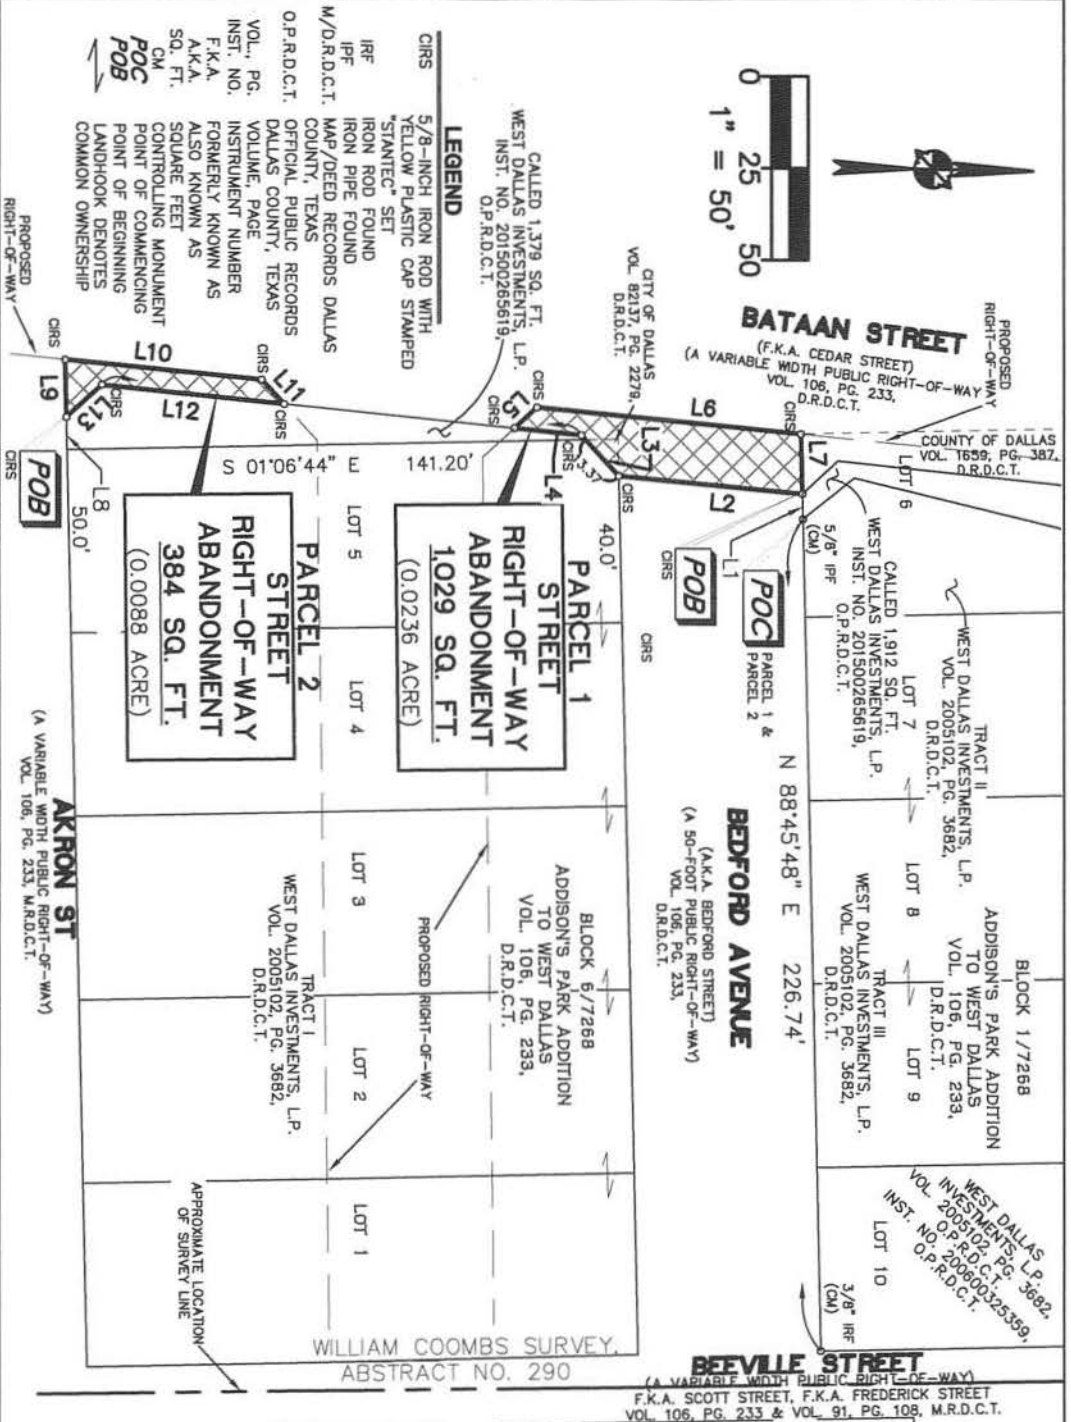 0 25 50
1" = 50'
BATAAN STREET
(F.K.A. CEDAR STREET)
(A VARIABLE WIDTH PUBLIC RIGHT-OF-WAY
VOL. 106, PG. 233,
D.R.D.C.T.
PROPOSED
RIGHT-OF-WAY
COUNTY OF DALLAS
VOL. 1659, PG. 387,
D.R.D.C.T.
LOT 6
CALLED 1,912 SQ. FT.
WEST DALLAS INVESTMENTS, L.P.
INST. NO. 201500265619,
O.P.R.D.C.T.
5/8" IPF
(CM)
TRACT II
WEST DALLAS INVESTMENTS, L.P.
VOL. 2005102, PG. 3682,
D.R.D.C.T.
LOT 7
LOT 8
LOT 9
TRACT III
WEST DALLAS INVESTMENTS, L.P.
VOL. 2005102, PG. 3682,
D.R.D.C.T.
BLOCK 1/7268
ADDISON'S PARK ADDITION
TO WEST DALLAS
VOL. 106, PG. 233,
D.R.D.C.T.
WEST DALLAS
INVESTMENTS, L.P.
VOL. 2005102, PG. 3682,
O.P.R.D.C.T.
INST. NO. 200600325359,
O.P.R.D.C.T.
LOT 10
3/8" IRF
(CM)
CITY OF DALLAS
VOL. 82137, PG. 2279,
D.R.D.C.T.
CALLED 1,379 SQ. FT.
WEST DALLAS INVESTMENTS, L.P.
INST. NO. 201500265619,
O.P.R.D.C.T.
CIRS
L6
L7
L1
L2
L3
13.37'
L4
L5
CIRS
CIRS
CIRS
CIRS
POB
CIRS
POC
PARCEL 1 &
PARCEL 2
N 88°45'48" E 226.74'
BEDFORD AVENUE
(A.K.A. BEDFORD STREET)
(A 50-FOOT PUBLIC RIGHT-OF-WAY)
VOL. 106, PG. 233,
D.R.D.C.T.
CIRS
40.0'
PARCEL 1
STREET
RIGHT-OF-WAY
ABANDONMENT
1,029 SQ. FT.
(0.0236 ACRE)
BLOCK 6/7268
ADDISON'S PARK ADDITION
TO WEST DALLAS
VOL. 106, PG. 233,
D.R.D.C.T.
PROPOSED RIGHT-OF-WAY
S 01°06'44" E 141.20'
LOT 5
LOT 4
LOT 3
LOT 2
LOT 1
PARCEL 2
STREET
RIGHT-OF-WAY
ABANDONMENT
384 SQ. FT.
(0.0088 ACRE)
TRACT I
WEST DALLAS INVESTMENTS, L.P.
VOL. 2005102, PG. 3682,
D.R.D.C.T.
LEGEND
CIRS 5/8-INCH IRON ROD WITH
YELLOW PLASTIC CAP STAMPED
"STANTEC" SET
IRF IRON ROD FOUND
IPF IRON PIPE FOUND
M/D.R.D.C.T. MAP/DEED RECORDS DALLAS
COUNTY, TEXAS
O.P.R.D.C.T. OFFICIAL PUBLIC RECORDS
DALLAS COUNTY, TEXAS
VOL., PG. VOLUME, PAGE
INST. NO. INSTRUMENT NUMBER
F.K.A. FORMERLY KNOWN AS
A.K.A. ALSO KNOWN AS
SQ. FT. SQUARE FEET
CM CONTROLLING MONUMENT
POC POINT OF COMMENCING
POB POINT OF BEGINNING
LANDHOOK DENOTES
COMMON OWNERSHIP
L10
L11
L12
L13
L9
L8
50.0'
CIRS
CIRS
CIRS
CIRS
CIRS
POB
PROPOSED
RIGHT-OF-WAY
AKRON ST
(A VARIABLE WIDTH PUBLIC RIGHT-OF-WAY)
VOL. 106, PG. 233, M.R.D.C.T.
APPROXIMATE LOCATION
OF SURVEY LINE
WILLIAM COOMBS SURVEY,
ABSTRACT NO. 290
BEEVILLE STREET
(A VARIABLE WIDTH PUBLIC RIGHT-OF-WAY)
F.K.A. SCOTT STREET, F.K.A. FREDERICK STREET
VOL. 106, PG. 233 & VOL. 91, PG. 108, M.R.D.C.T.